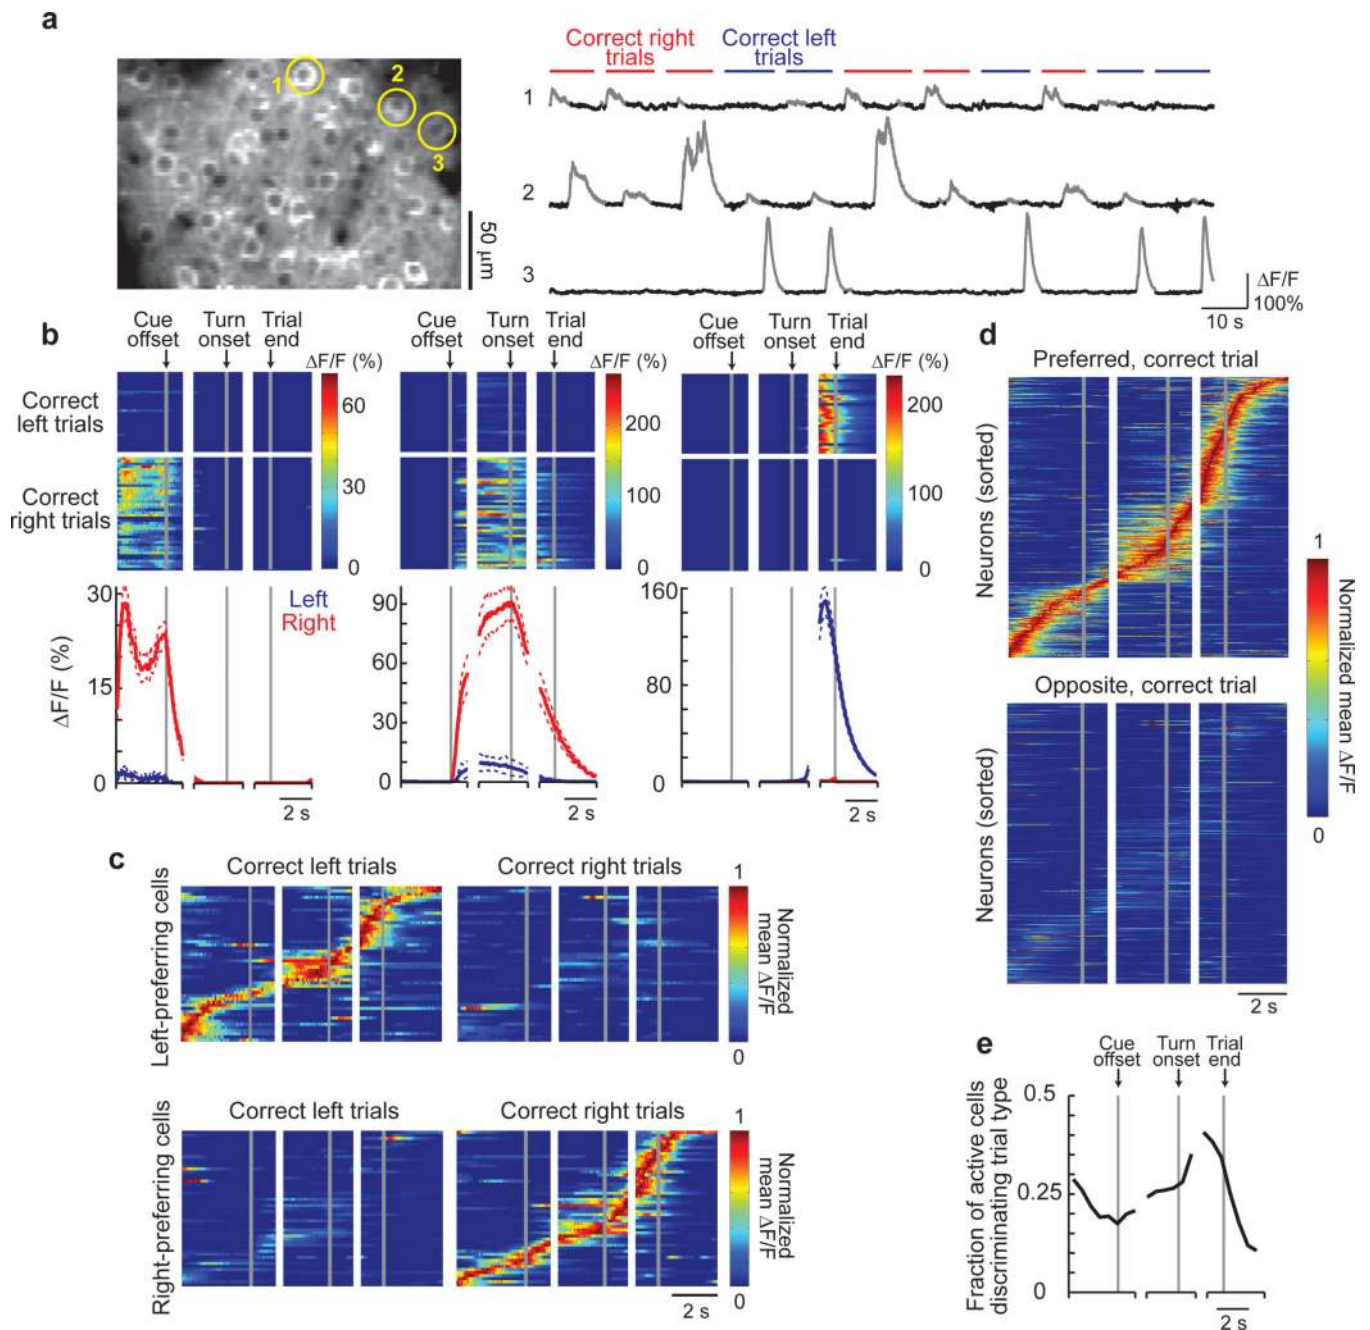 a
Correct right
trials
Correct left
trials
1
2
3
50 μm
1
2
3
ΔF/F
100%
10 s
b
Cue
offset
Turn
onset
Trial
end
ΔF/F (%)
Cue
offset
Turn
onset
Trial
end
ΔF/F (%)
Cue
offset
Turn
onset
Trial
end
ΔF/F (%)
Correct
left trials
Correct
right trials
60
30
0
200
100
0
200
100
0
ΔF/F (%)
30
15
0
Left
Right
2 s
90
60
30
0
2 s
160
80
0
2 s
c
Correct left trials
Correct right trials
Left-preferring cells
1
0
Normalized
mean ΔF/F
Correct left trials
Correct right trials
Right-preferring cells
1
0
Normalized
mean ΔF/F
2 s
d
Preferred, correct trial
Neurons (sorted)
Opposite, correct trial
Neurons (sorted)
1
0
Normalized mean ΔF/F
2 s
e
Cue
offset
Turn
onset
Trial
end
Fraction of active cells
discriminating trial type
0.5
0.25
0
2 s